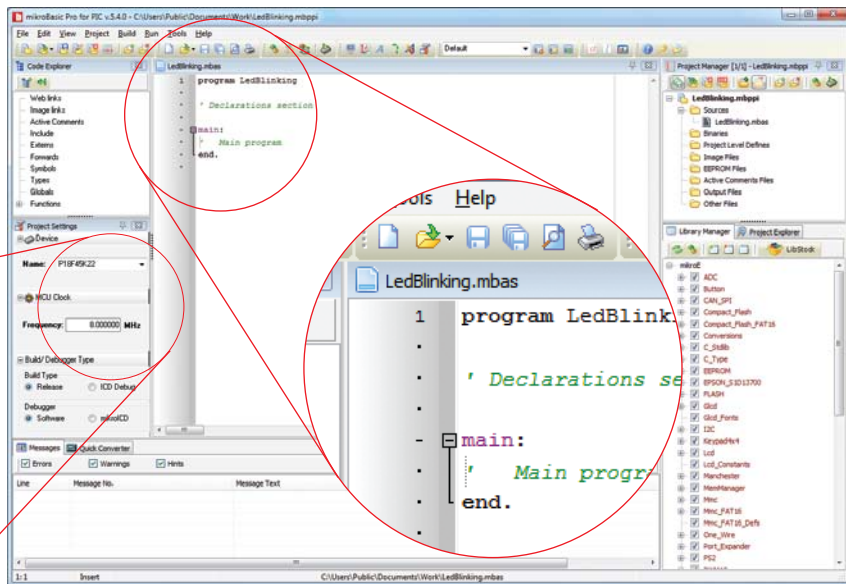 mikroBasic Pro for PIC v.5.4.0 - C:\Users\Public\Documents\Work\LedBlinking.mbppi
File Edit View Project Build Run Tools Help
Default
Code Explorer
Web links
Image links
Active Comments
Include
Externs
Forwards
Symbols
Types
Globals
Functions
Project Settings
Device
Name: P18F45K22
MCU Clock
Frequency: 8.000000 MHz
Build/Debugger Type
Build Type
Release ICD Debug
Debugger
Software mikroICD
LedBlinking.mbas
1 program LedBlinking
' Declarations section
main:
' Main program
end.
ols Help
LedBlinking.mbas
1 program LedBlink
' Declarations se
main:
' Main progr
end.
Project Manager [1/1] - LedBlinking.mbppi
LedBlinking.mbppi
Sources
LedBlinking.mbas
Binaries
Project Level Defines
Image Files
EEPROM Files
Active Comments Files
Output Files
Other Files
Library Manager Project Explorer
LibStock
mikroE
ADC
Button
CAN_SPI
Compact_Flash
Compact_Flash_FAT16
Conversions
C_Stdlib
C_Type
EEPROM
EPSON_S1D13700
FLASH
Glcd
Glcd_Fonts
I2C
Keypad4x4
Lcd
Lcd_Constants
Manchester
MemManager
Mmc
Mmc_FAT16
Mmc_FAT16_Defs
One_Wire
Port_Expander
PS2
Messages Quick Converter
Errors Warnings Hints
Line Message No. Message Text
1:1 Insert C:\Users\Public\Documents\Work\LedBlinking.mbas